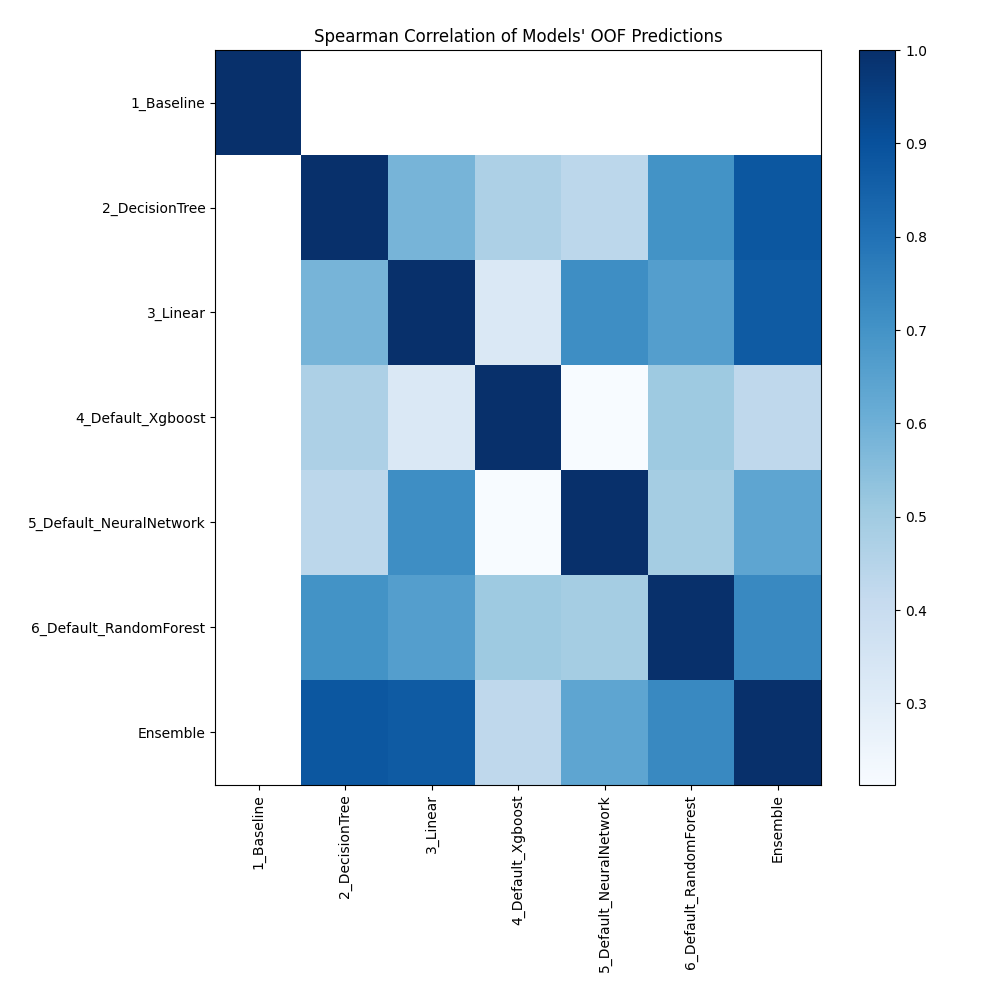 Spearman Correlation of Models' OOF Predictions
1_Baseline
2_DecisionTree
3_Linear
4_Default_Xgboost
5_Default_NeuralNetwork
6_Default_RandomForest
Ensemble
1_Baseline
2_DecisionTree
3_Linear
4_Default_Xgboost
5_Default_NeuralNetwork
6_Default_RandomForest
Ensemble
1.0
0.9
0.8
0.7
0.6
0.5
0.4
0.3